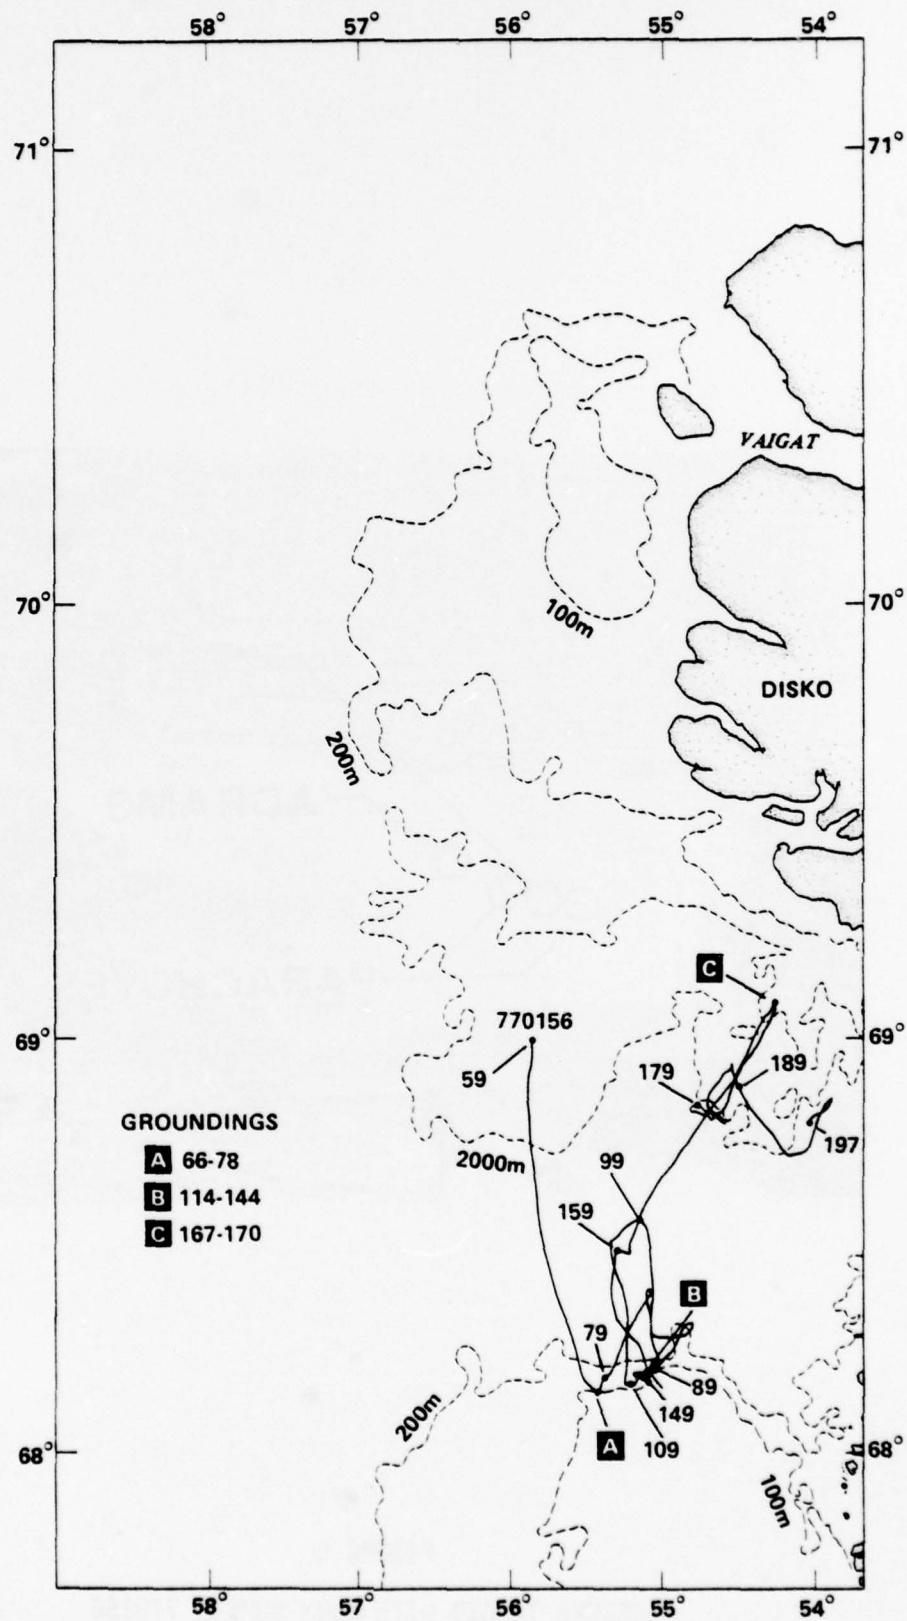 58° 57° 56° 55° 54°
71° 71°
VAIGAT
70° 70°
100m
DISKO
200m
C
69° 770156 69°
59 179 189
197
GROUNDINGS
A 66-78
B 114-144
C 167-170
2000m 99
159
B
79
89
200m 149
A 109
68° 68°
100m
58° 57° 56° 55° 54°